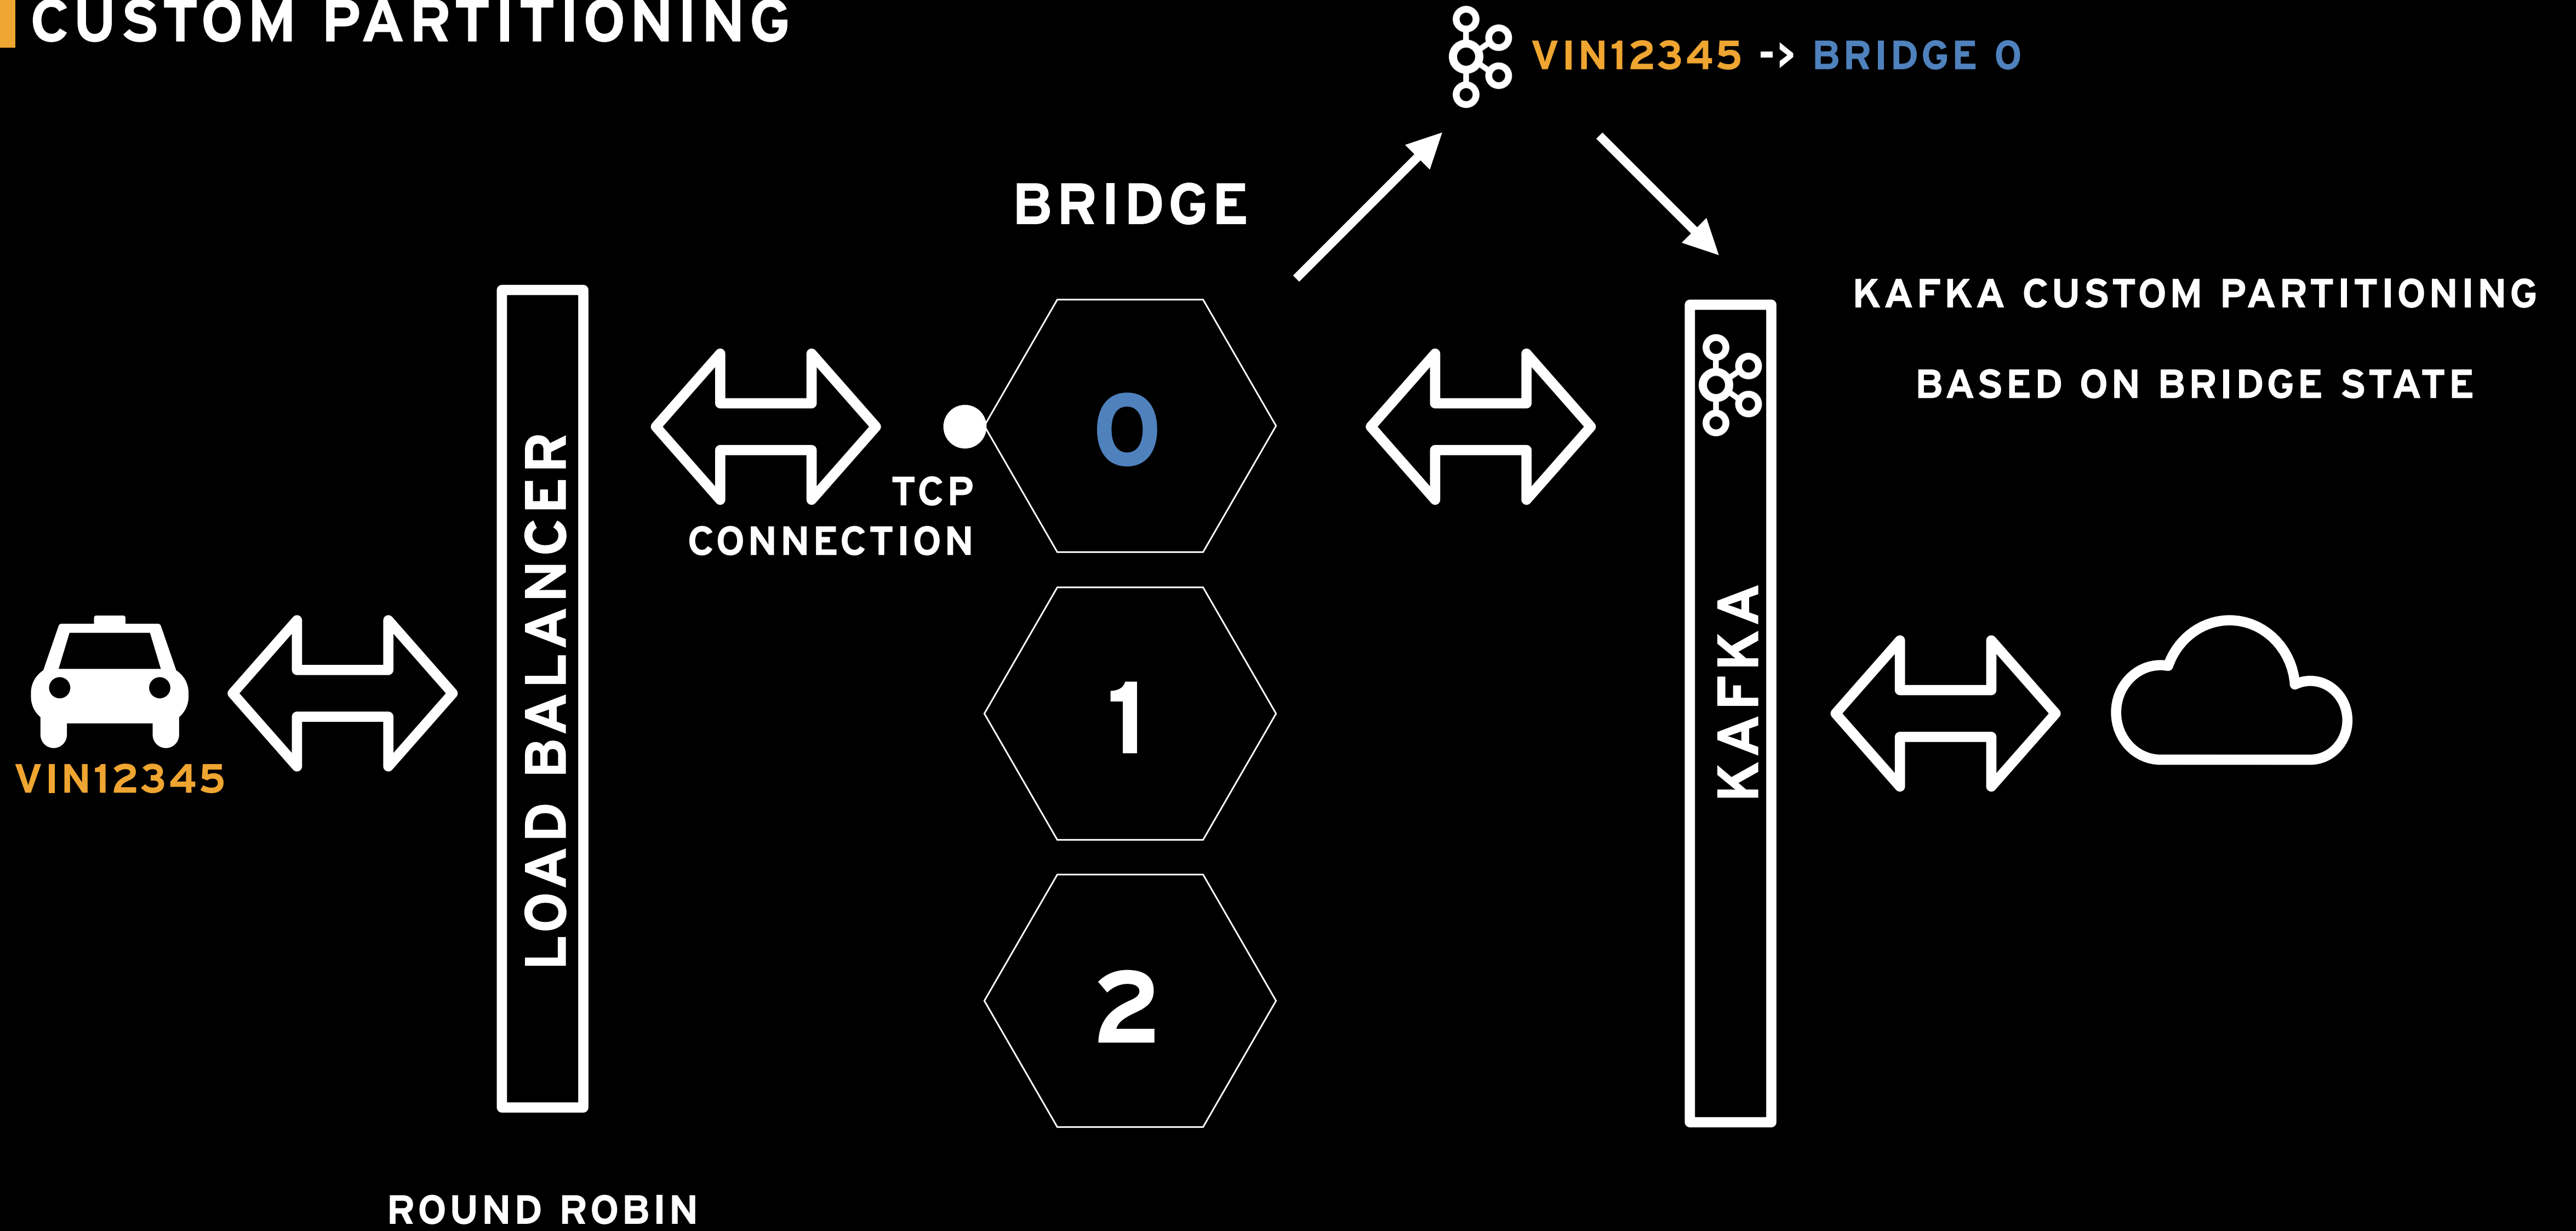 CUSTOM PARTITIONING
VIN12345 -> BRIDGE 0
BRIDGE
KAFKA CUSTOM PARTITIONING
BASED ON BRIDGE STATE
0
TCP
CONNECTION
LOAD BALANCER
KAFKA
1
VIN12345
2
ROUND ROBIN